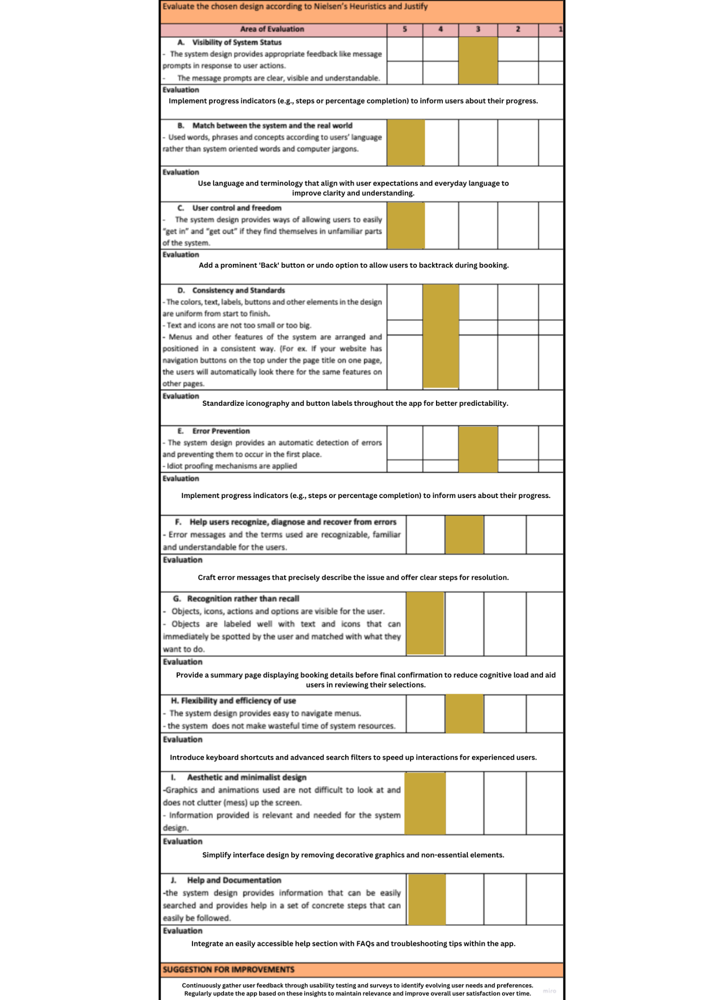 Evaluate the chosen design according to Nielsen’s Heuristics and Justify
Area of Evaluation 5 4 3 2 1
A. Visibility of System Status
- The system design provides appropriate feedback like message
prompts in response to user actions.
- The message prompts are clear, visible and understandable.
Evaluation
Implement progress indicators (e.g., steps or percentage completion) to inform users about their progress.
B. Match between the system and the real world
- Used words, phrases and concepts according to users’ language
rather than system oriented words and computer jargons.
Evaluation
Use language and terminology that align with user expectations and everyday language to
improve clarity and understanding.
C. User control and freedom
- The system design provides ways of allowing users to easily
“get in” and “get out” if they find themselves in unfamiliar parts
of the system.
Evaluation
Add a prominent 'Back' button or undo option to allow users to backtrack during booking.
D. Consistency and Standards
- The colors, text, labels, buttons and other elements in the design
are uniform from start to finish.
- Text and icons are not too small or too big.
- Menus and other features of the system are arranged and
positioned in a consistent way. (For ex. If your website has
navigation buttons on the top under the page title on one page,
the users will automatically look there for the same features on
other pages.
Evaluation
Standardize iconography and button labels throughout the app for better predictability.
E. Error Prevention
- The system design provides an automatic detection of errors
and preventing them to occur in the first place.
- Idiot proofing mechanisms are applied
Evaluation
Implement progress indicators (e.g., steps or percentage completion) to inform users about their progress.
F. Help users recognize, diagnose and recover from errors
- Error messages and the terms used are recognizable, familiar
and understandable for the users.
Evaluation
Craft error messages that precisely describe the issue and offer clear steps for resolution.
G. Recognition rather than recall
- Objects, icons, actions and options are visible for the user.
- Objects are labeled well with text and icons that can
immediately be spotted by the user and matched with what they
want to do.
Evaluation
Provide a summary page displaying booking details before final confirmation to reduce cognitive load and aid
users in reviewing their selections.
H. Flexibility and efficiency of use
- The system design provides easy to navigate menus.
- the system does not make wasteful time of system resources.
Evaluation
Introduce keyboard shortcuts and advanced search filters to speed up interactions for experienced users.
I. Aesthetic and minimalist design
-Graphics and animations used are not difficult to look at and
does not clutter (mess) up the screen.
- Information provided is relevant and needed for the system
design.
Evaluation
Simplify interface design by removing decorative graphics and non-essential elements.
J. Help and Documentation
-the system design provides information that can be easily
searched and provides help in a set of concrete steps that can
easily be followed.
Evaluation
Integrate an easily accessible help section with FAQs and troubleshooting tips within the app.
SUGGESTION FOR IMPROVEMENTS
Continuously gather user feedback through usability testing and surveys to identify evolving user needs and preferences.
Regularly update the app based on these insights to maintain relevance and improve overall user satisfaction over time.
miro